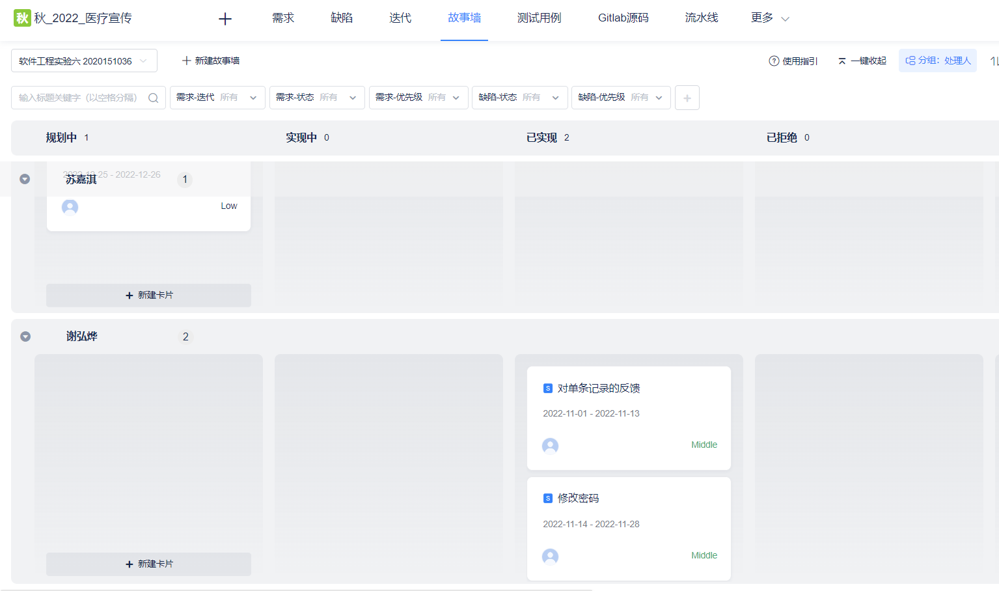 秋 秋_2022_医疗宣传 需求 缺陷 迭代 故事墙 测试用例 Gitlab源码 流水线 更多
软件工程实验六 2020151036 新建故事墙 使用指引 一键收起 分组：处理人
输入标题关键字（以空格分隔） 需求-迭代 所有 需求-状态 所有 需求-优先级 所有 缺陷-状态 所有 缺陷-优先级 所有
规划中 1 实现中 0 已实现 2 已拒绝 0
2022-12-25 - 2022-12-26
苏嘉淇 1
Low
新建卡片
谢弘烨 2
S 对单条记录的反馈
2022-11-01 - 2022-11-13
Middle
S 修改密码
2022-11-14 - 2022-11-28
Middle
新建卡片